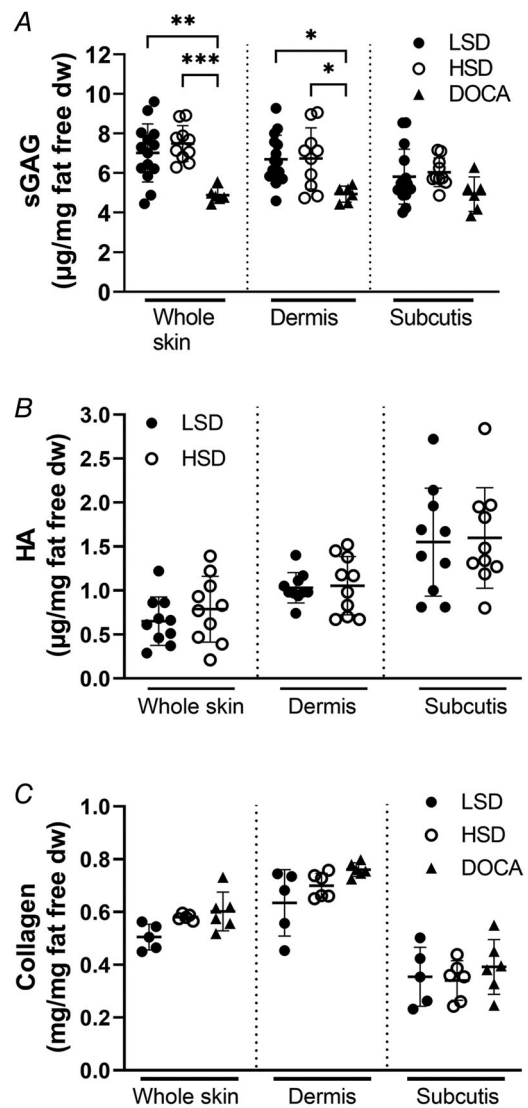 A
sGAG
(µg/mg fat free dw)
12
10
8
6
4
2
0
**
***
*
*
LSD
HSD
DOCA
Whole
skin
Dermis
Subcutis
B
HA
(µg/mg fat free dw)
3.0
2.5
2.0
1.5
1.0
0.5
0.0
LSD
HSD
Whole skin
Dermis
Subcutis
C
Collagen
(mg/mg fat free dw)
1.0
0.8
0.6
0.4
0.2
0.0
LSD
HSD
DOCA
Whole skin
Dermis
Subcutis